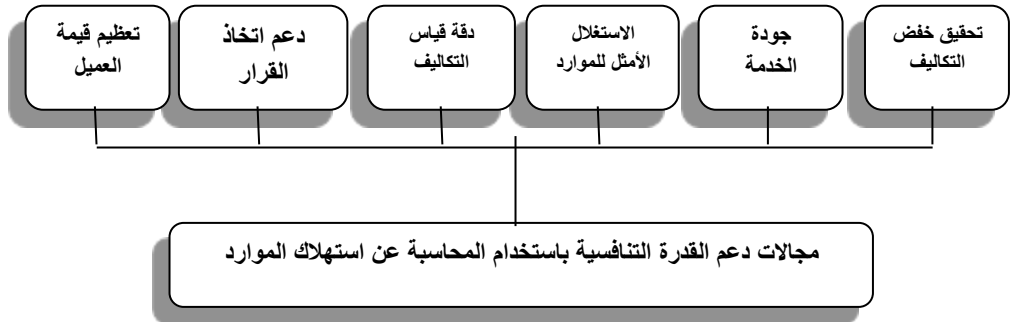 تحقيق خفض
التكاليف
جودة
الخدمة
الاستغلال
الأمثل للموارد
دقة قياس
التكاليف
دعم اتخاذ
القرار
تعظيم قيمة
العميل
مجالات دعم القدرة التنافسية باستخدام المحاسبة عن استهلاك الموارد